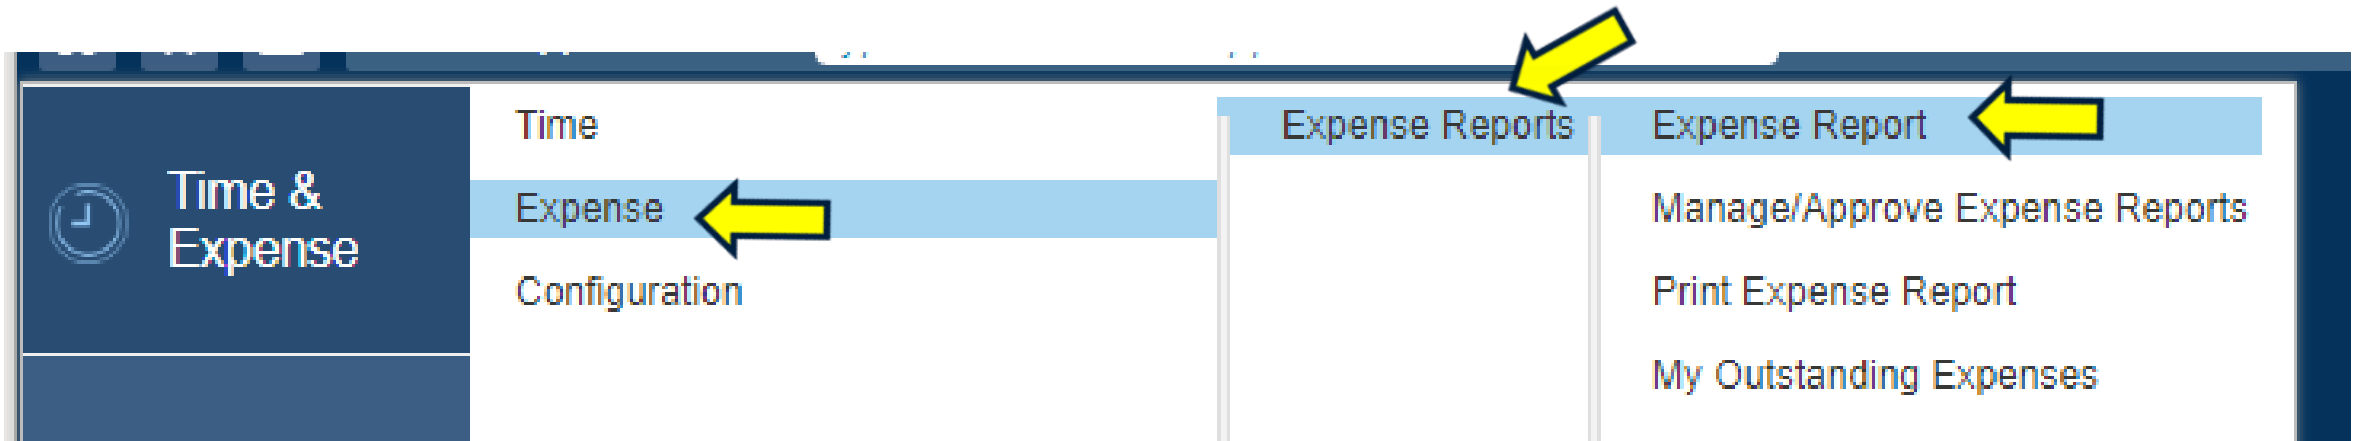 Time &
Expense
Time
Expense
Configuration
Expense Reports
Expense Report
Manage/Approve Expense Reports
Print Expense Report
My Outstanding Expenses